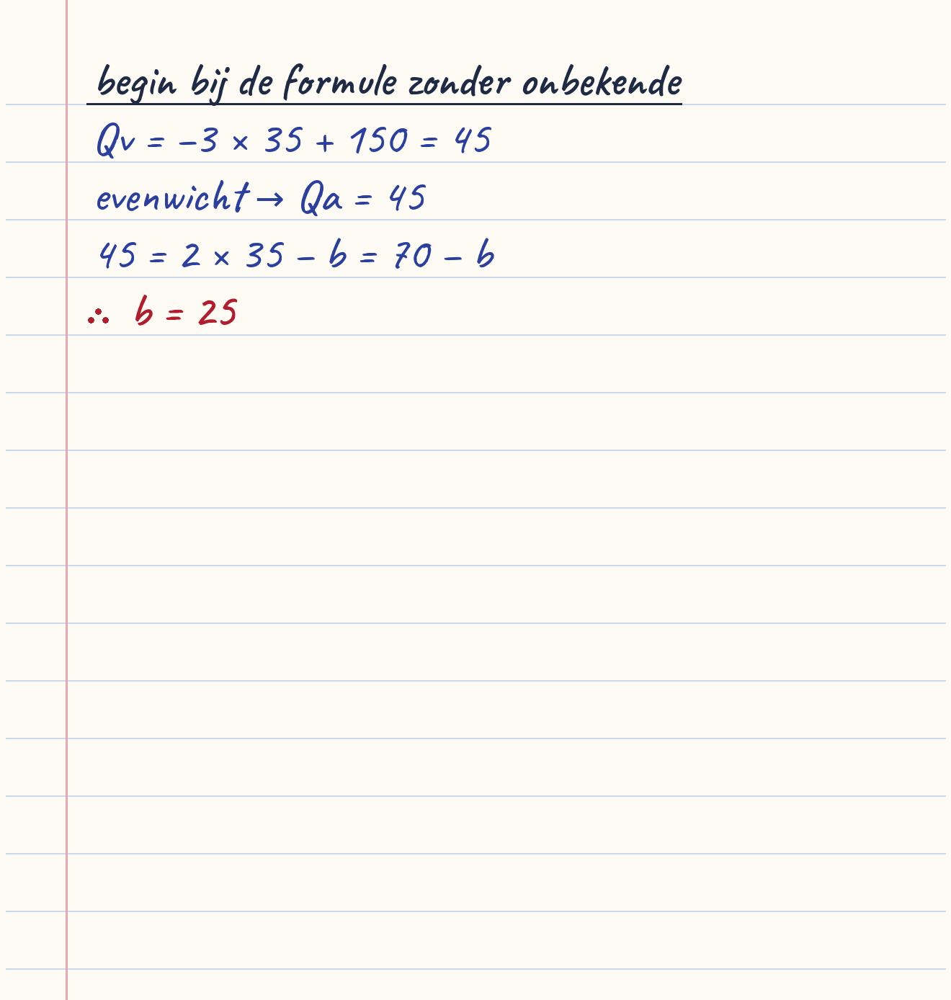 begin bij de formule zonder onbekende
Qv = −3 × 35 + 150 = 45
evenwicht → Qa = 45
45 = 2 × 35 − b = 70 − b
∴ b = 25